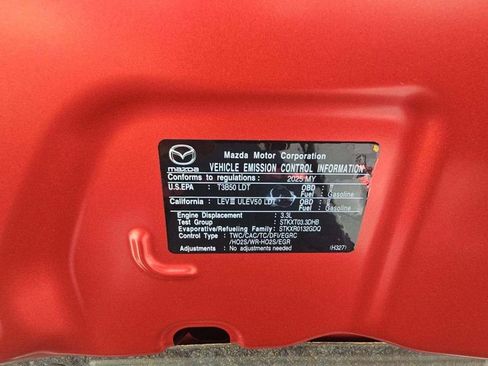 Mazda Motor Corporation
mazda VEHICLE EMISSION CONTROL INFORMATION
Conforms to regulations : 2025 MY
U.S.EPA : T3B50 LDT OBD :
Fuel : Gasoline
California : LEVⅢ ULEV50 LDT OBD :
Fuel : Gasoline
Engine Displacement : 3.3L
Test Group : STKXT03.3DHB
Evaporative/Refueling Family: STKXR0132GDQ
Control Type : TWC/CAC/TC/DFI/EGRC
/HO2S/WR-HO2S/EGR
Adjustments : No adjustments needed (H327)